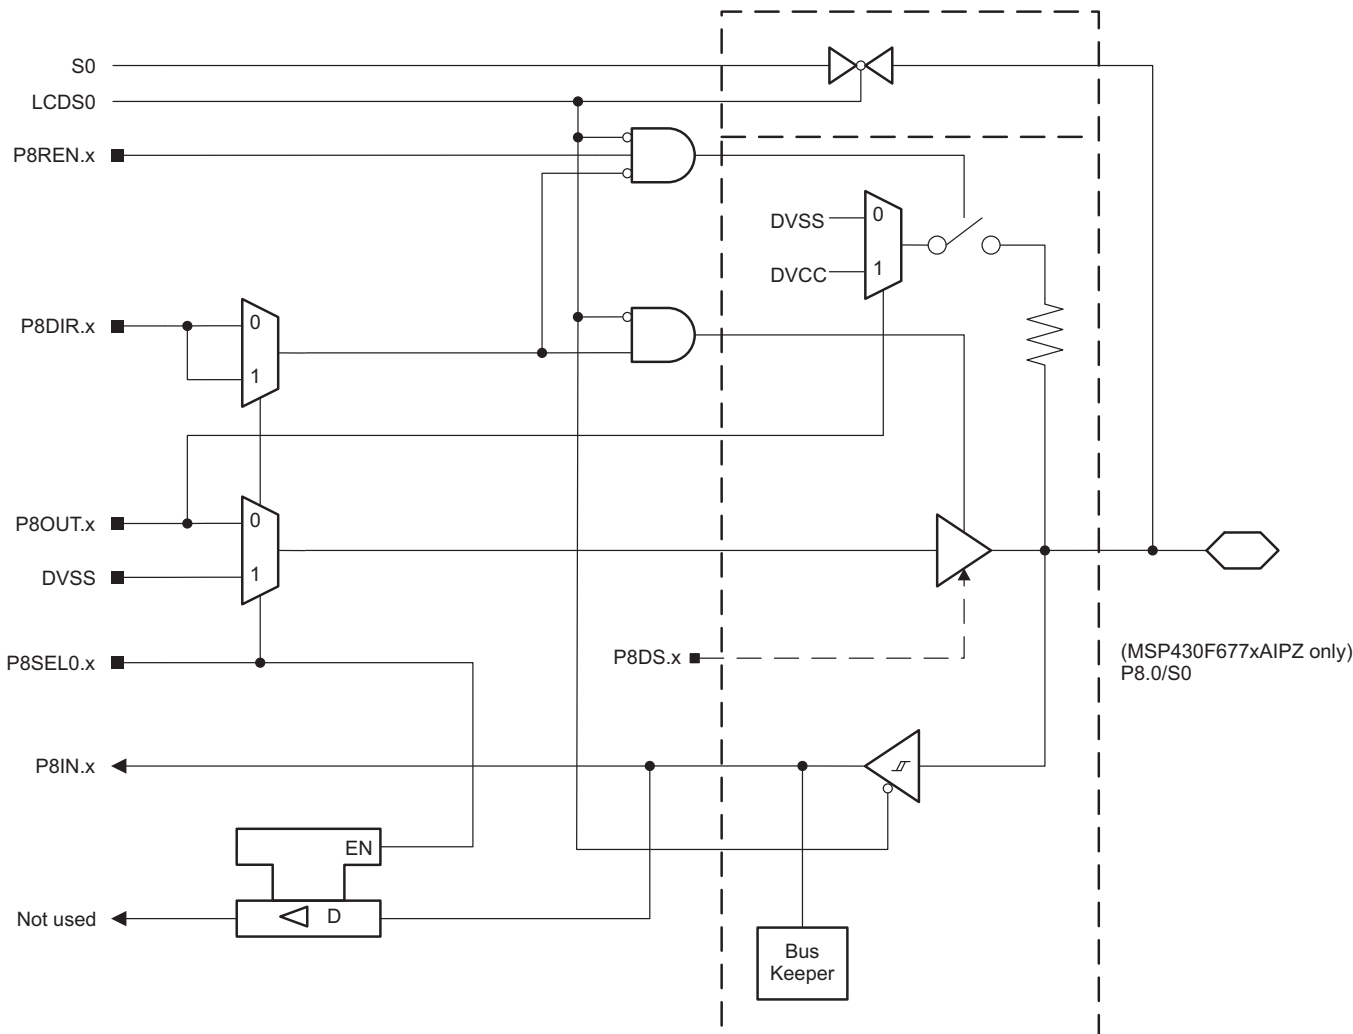 S0
LCDS0
P8REN.x
DVSS
0
DVCC
1
P8DIR.x
0
1
P8OUT.x
0
DVSS
1
P8SEL0.x
P8DS.x
(MSP430F677xAIPZ only)
P8.0/S0
P8IN.x
EN
Not used
D
Bus
Keeper